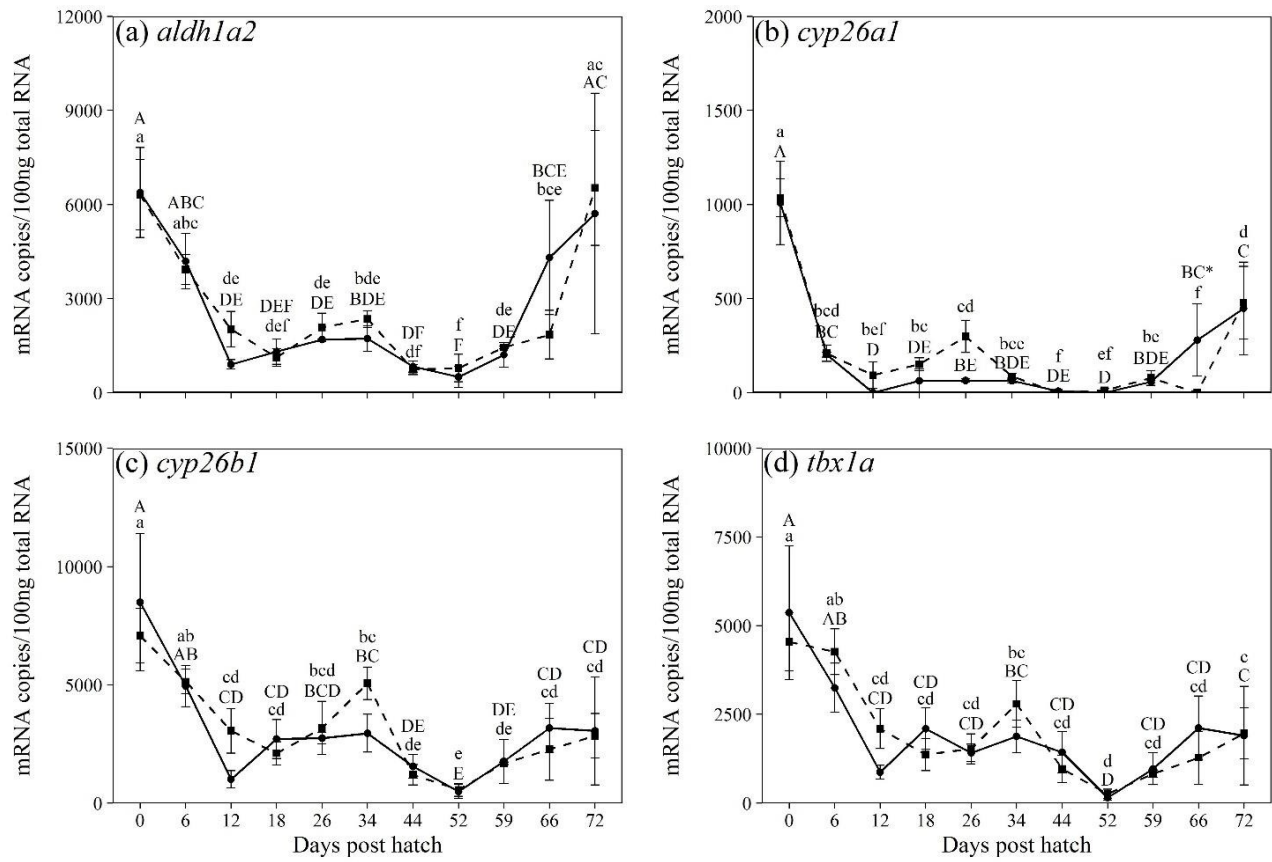 (a) aldh1a2
mRNA copies/100ng total RNA
12000
9000
6000
3000
0
A
a
ABC
abc
de
DE
DEF
def
de
DE
bde
BDE
DF
df
f
F
de
DE
BCE
bce
ac
AC
(b) cyp26a1
mRNA copies/100ng total RNA
2000
1500
1000
500
0
a
A
bcd
BC
bef
D
bc
DE
cd
BE
bce
BDE
f
DE
ef
D
bc
BDE
BC*
f
d
C
(c) cyp26b1
mRNA copies/100ng total RNA
15000
10000
5000
0
A
a
ab
AB
cd
CD
CD
cd
bcd
BCD
bc
BC
DE
de
e
E
DE
de
CD
cd
CD
cd
0 6 12 18 26 34 44 52 59 66 72
Days post hatch
(d) tbx1a
mRNA copies/100ng total RNA
10000
7500
5000
2500
0
A
a
ab
AB
cd
CD
CD
cd
cd
CD
bc
BC
CD
cd
d
D
CD
cd
CD
cd
c
C
0 6 12 18 26 34 44 52 59 66 72
Days post hatch